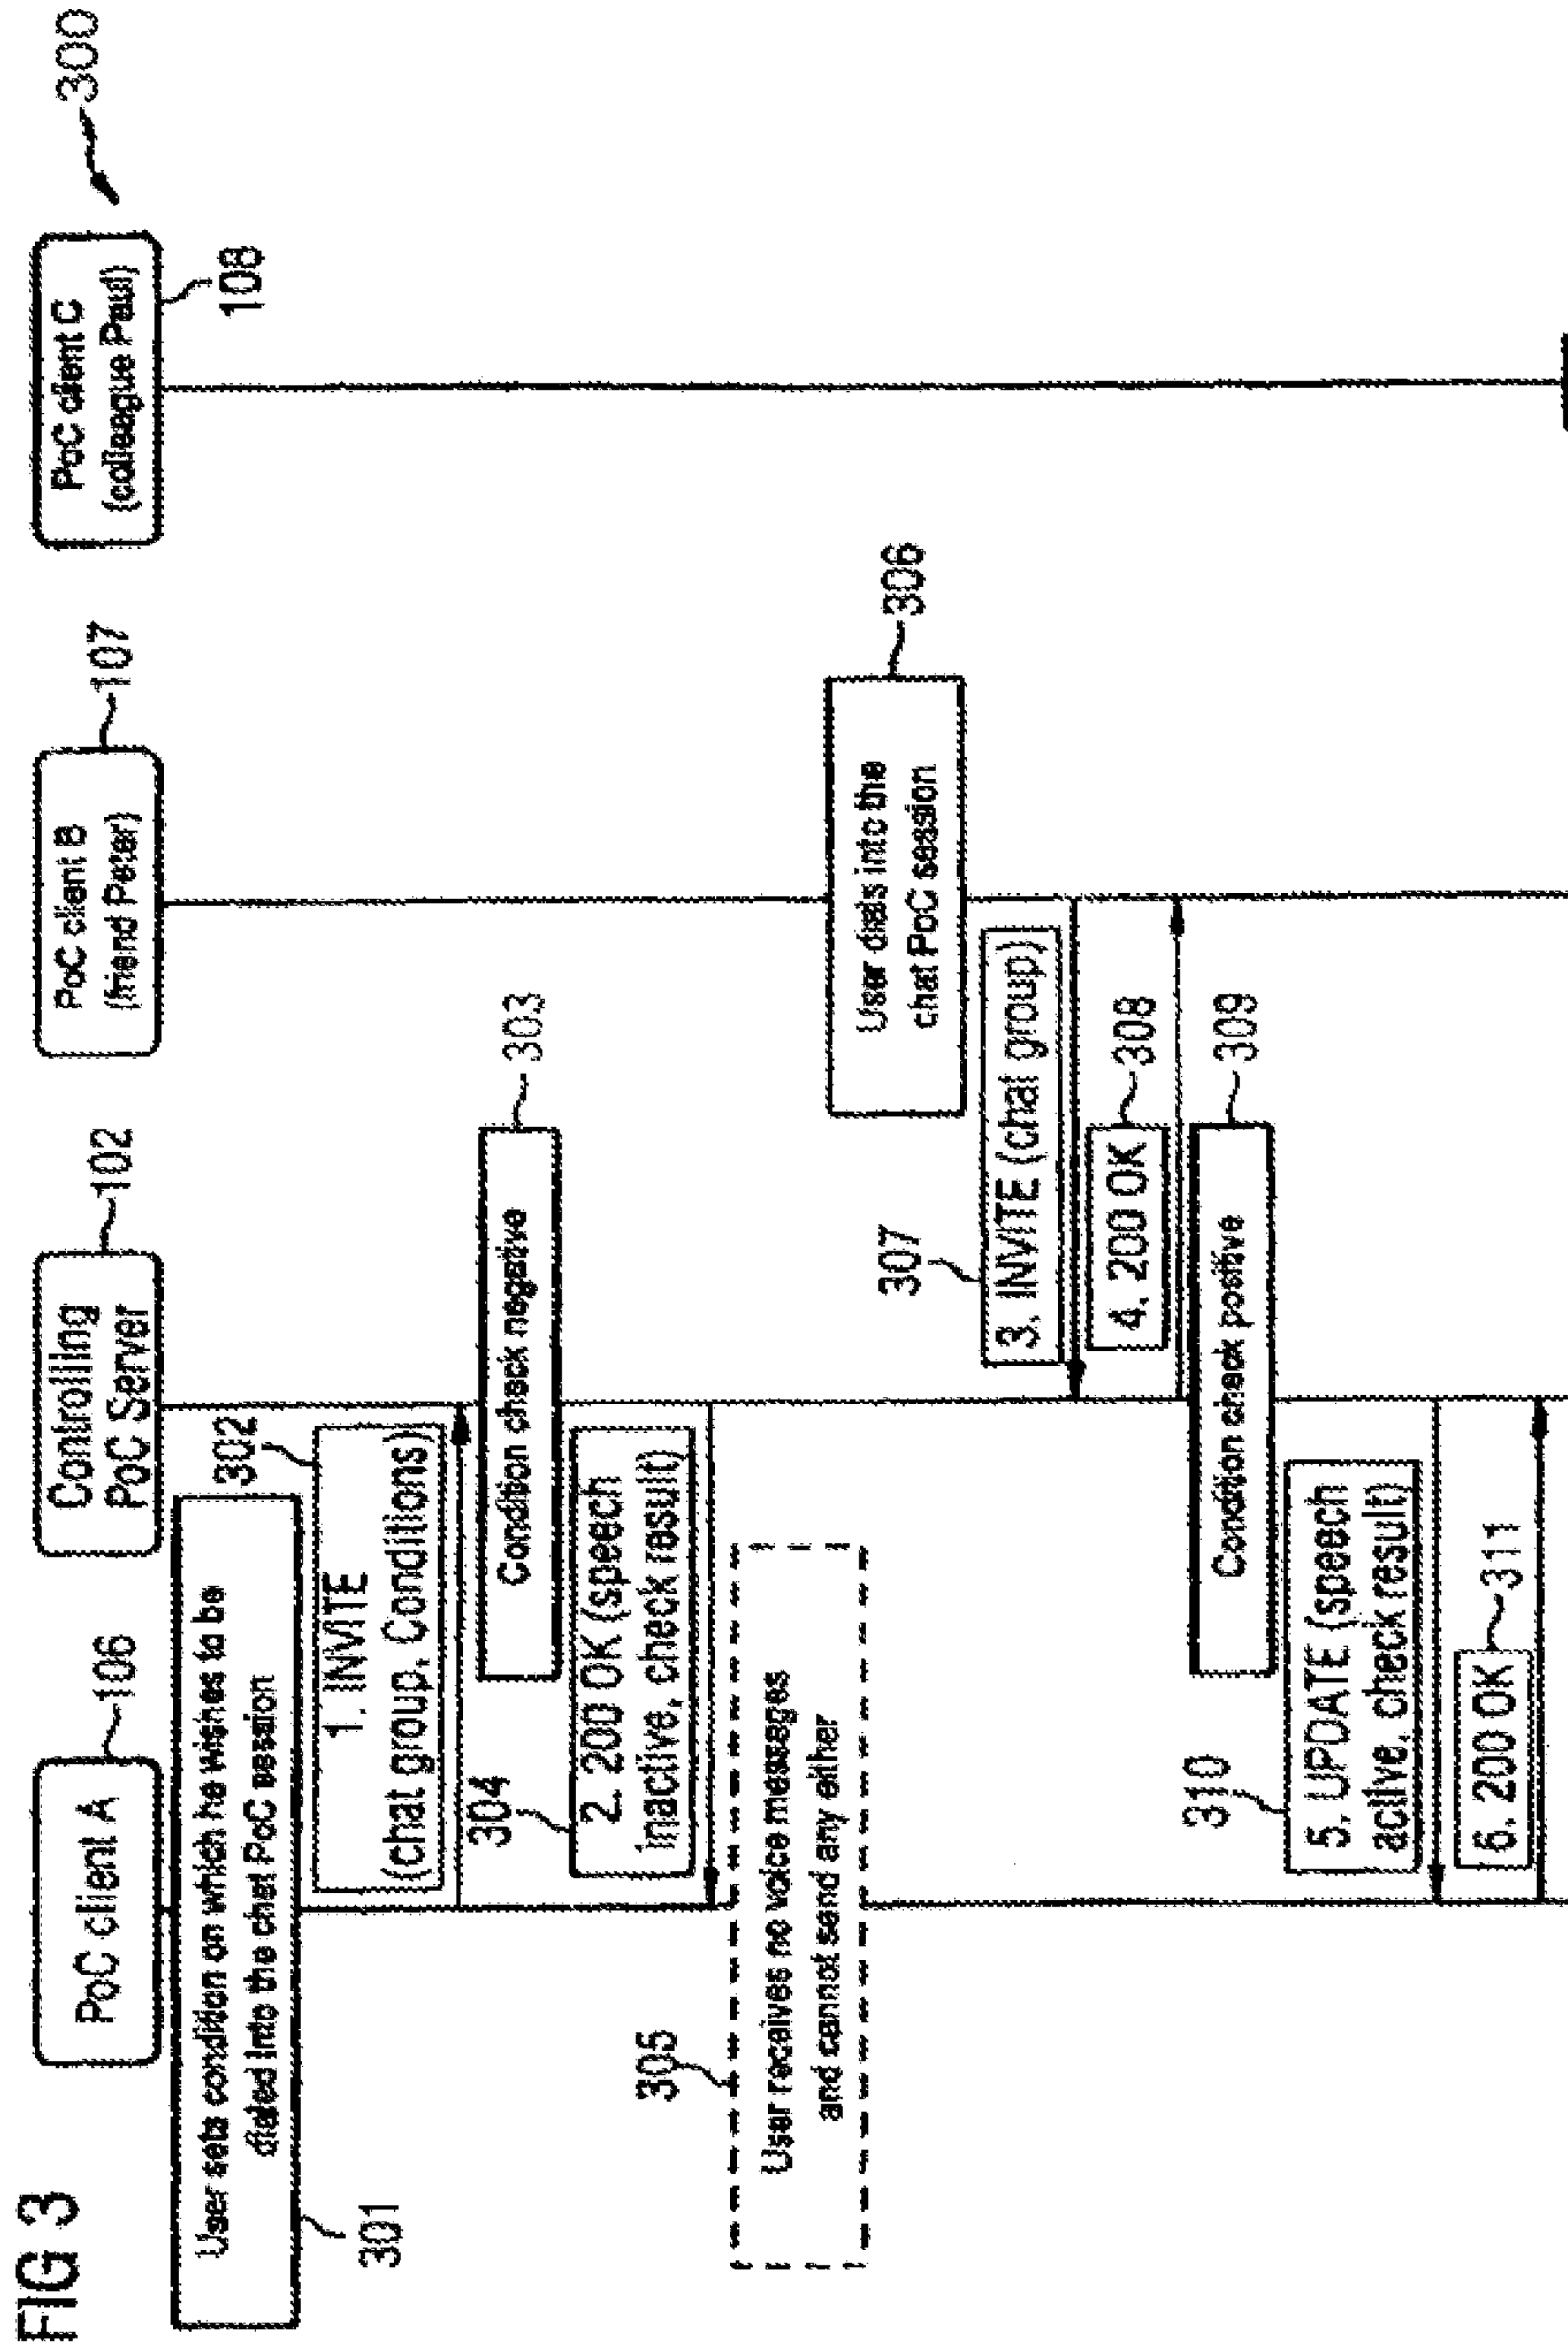 FIG 3
300
PoC client A
106
Controlling
PoC Server
102
PoC client B
(friend Peter)
107
PoC client C
(colleague Paul)
108
User sets condition on which he wishes to be
dialed into the chat PoC session
301
302
1. INVITE
(chat group, Conditions)
Condition check negative
303
304
2. 200 OK (speech
inactive, check result)
305
User receives no voice messages
and cannot send any either
User dials into the
chat PoC session
306
307
3. INVITE (chat group)
4. 200 OK
308
Condition check positive
309
310
5. UPDATE (speech
active, check result)
6. 200 OK
311